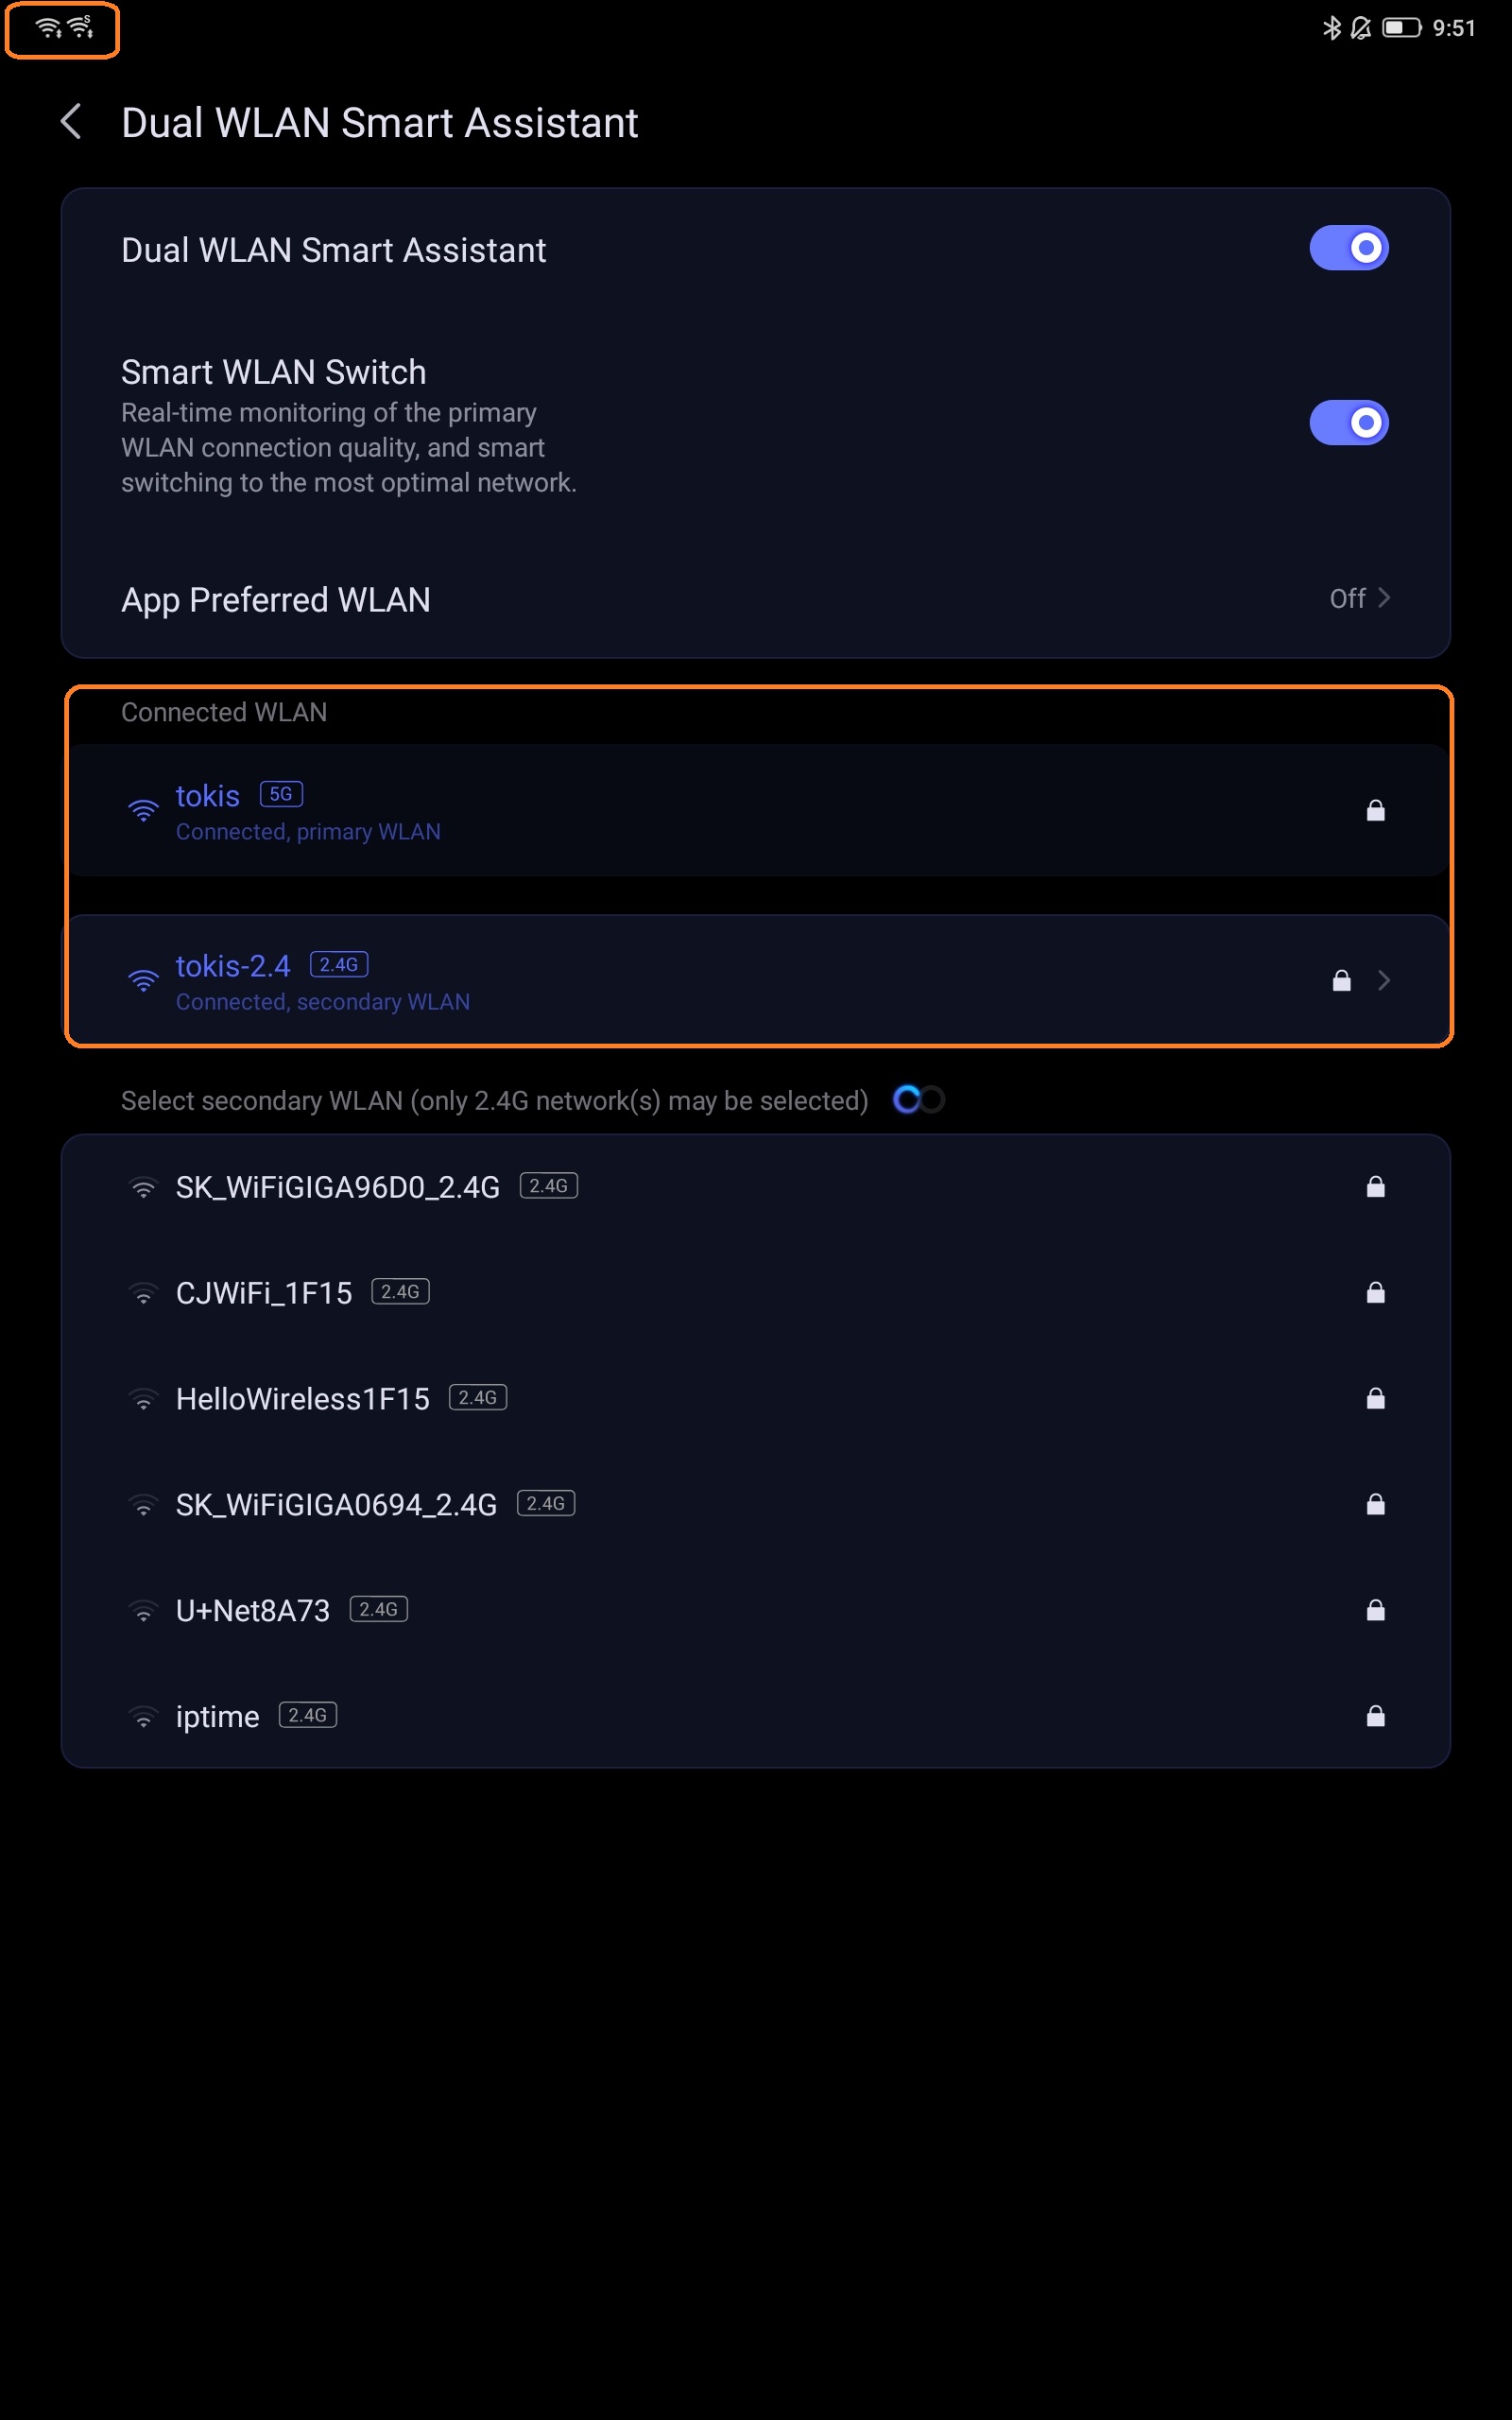 S
9:51
Dual WLAN Smart Assistant
Dual WLAN Smart Assistant
Smart WLAN Switch
Real-time monitoring of the primary
WLAN connection quality, and smart
switching to the most optimal network.
App Preferred WLAN Off
Connected WLAN
tokis 5G
Connected, primary WLAN
tokis-2.4 2.4G
Connected, secondary WLAN
Select secondary WLAN (only 2.4G network(s) may be selected)
SK_WiFiGIGA96D0_2.4G 2.4G
CJWiFi_1F15 2.4G
HelloWireless1F15 2.4G
SK_WiFiGIGA0694_2.4G 2.4G
U+Net8A73 2.4G
iptime 2.4G